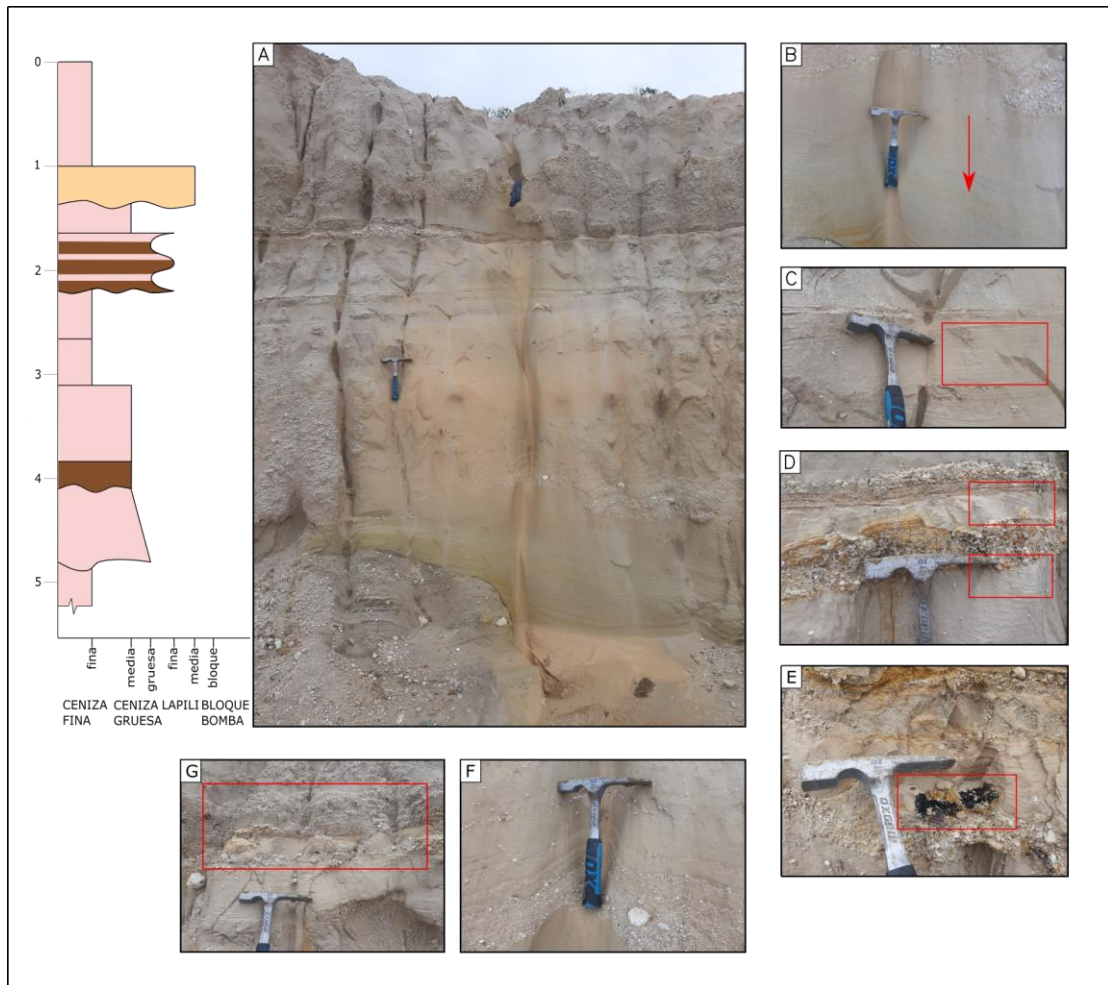 A
B
C
D
E
F
G
0
1
2
3
4
5
fina
media
gruesa
fina
media
bloque
CENIZA CENIZA LAPILI BLOQUE
FINA GRUESA BOMBA